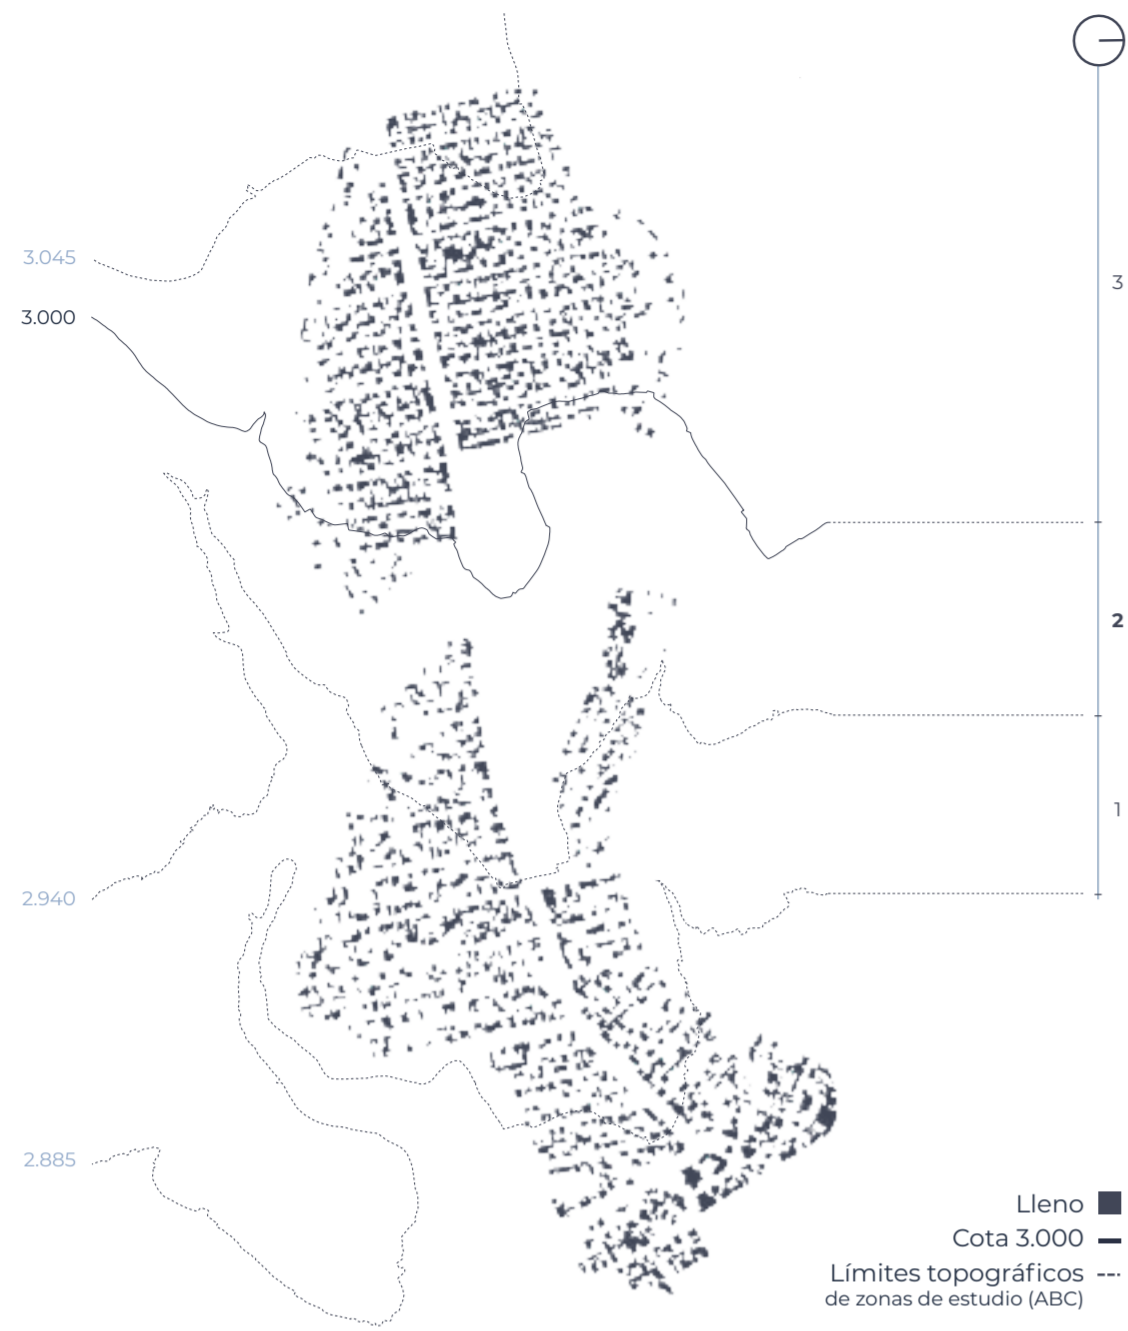 3.045
3.000
3
2
1
2.940
2.885
Lleno
Cota 3.000
Límites topográficos
de zonas de estudio (ABC)